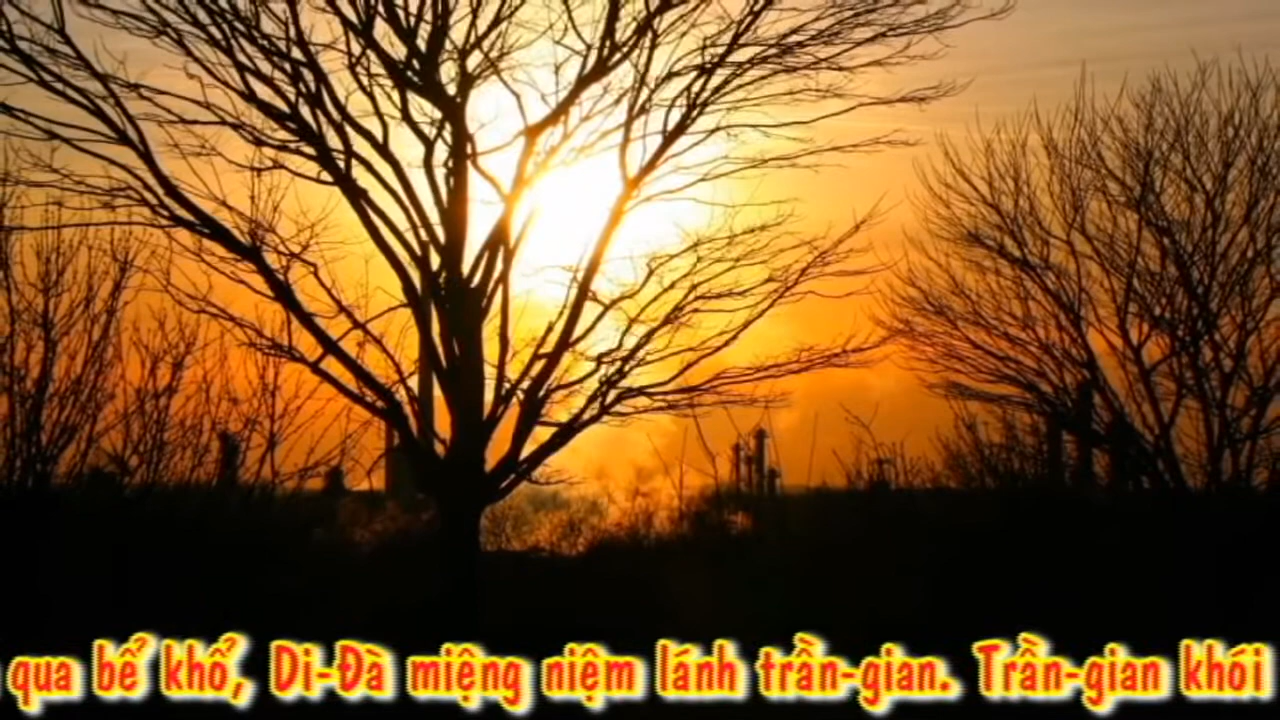 qua bể khổ, Di-Đà miệng niệm lánh trần-gian. Trần-gian khói